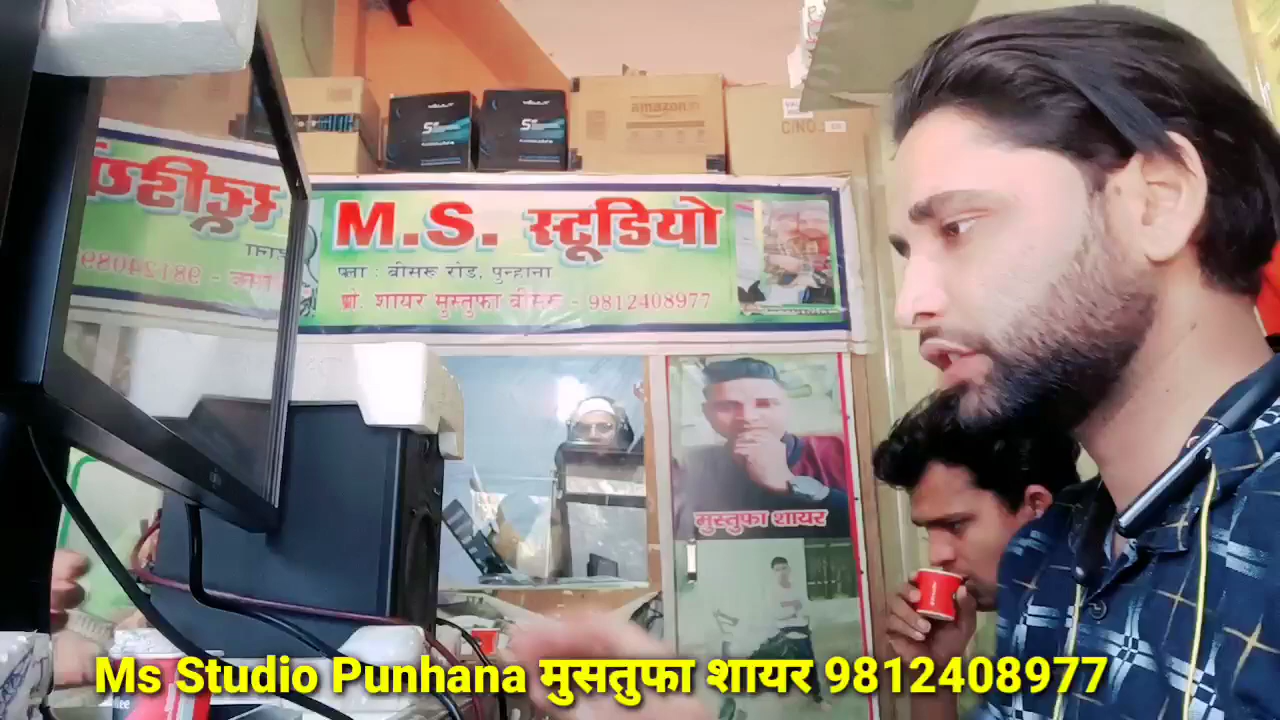 amazon.in
M.S. स्टूडियो
पता : बीसरू रोड, पुन्हाना
प्रो. शायर मुस्तुफा बीसरू - 9812408977
मुस्तुफा शायर
Ms Studio Punhana मुसतुफा शायर 9812408977